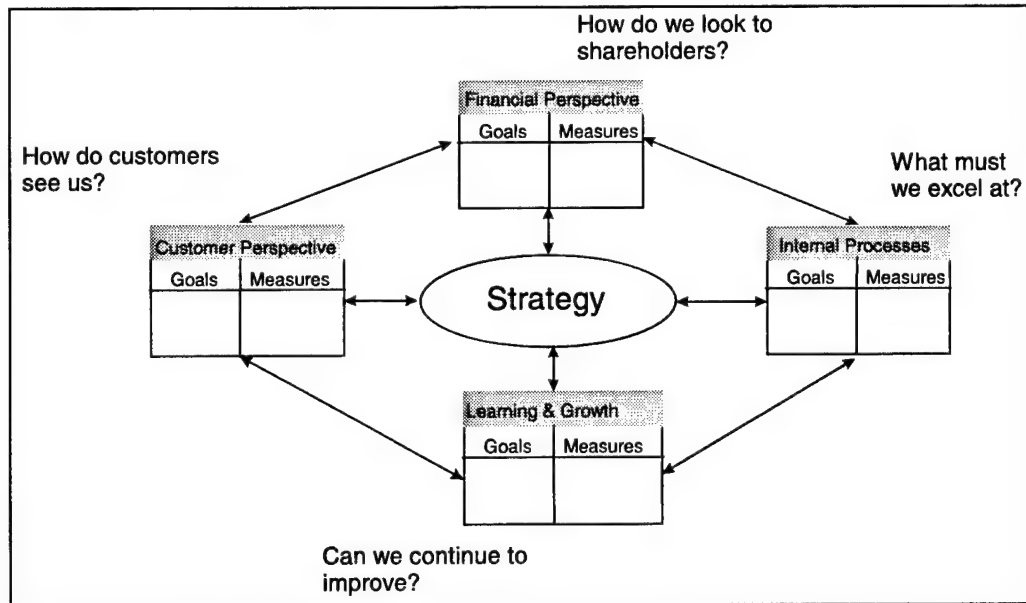 How do we look to
shareholders?
Financial Perspective
Goals Measures
How do customers
see us?
What must
we excel at?
Customer Perspective
Goals Measures
Internal Processes
Goals Measures
Strategy
Learning & Growth
Goals Measures
Can we continue to
improve?